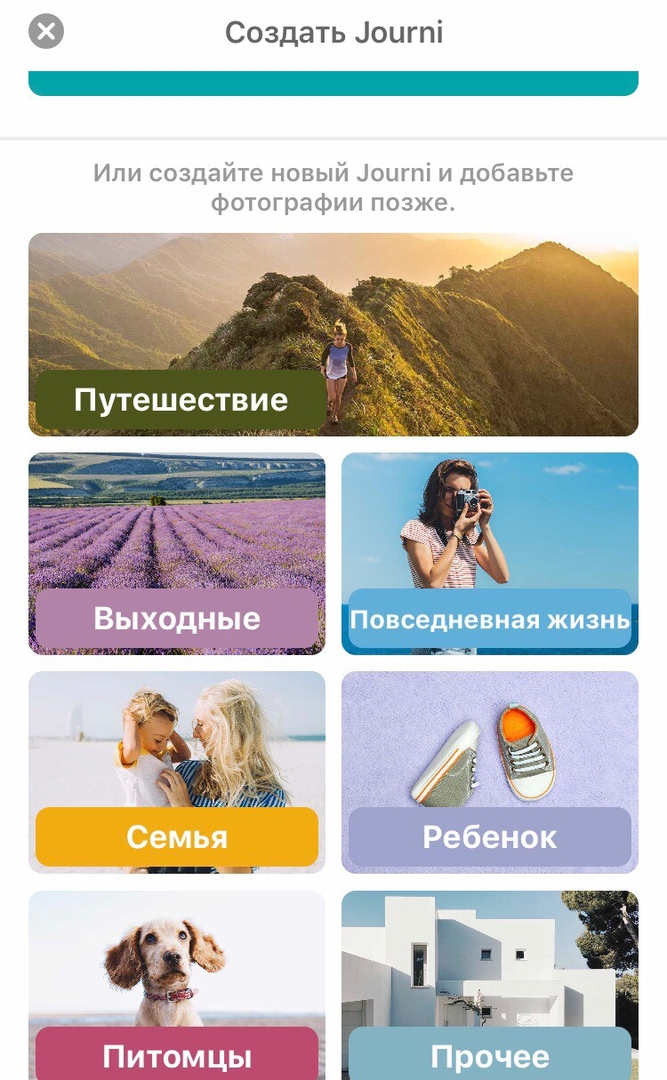 Создать Journi
Или создайте новый Journi и добавьте
фотографии позже.
Путешествие
Выходные
Повседневная жизнь
Семья
Ребенок
Питомцы
Прочее